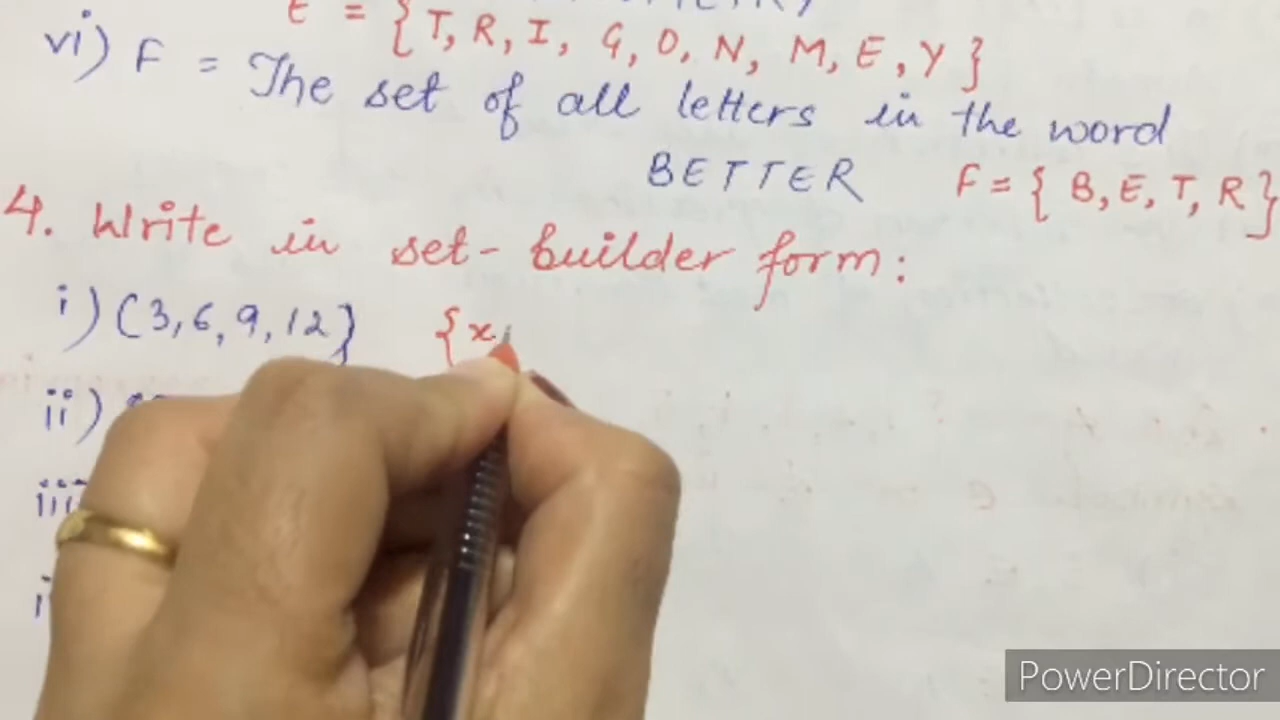 E = {T, R, I, G, O, N, M, E, Y}
vi) F = The set of all letters in the word
BETTER F = { B, E, T, R }
4. Write in set-builder form:
i) (3, 6, 9, 12} {x
ii)
iii
PowerDirector